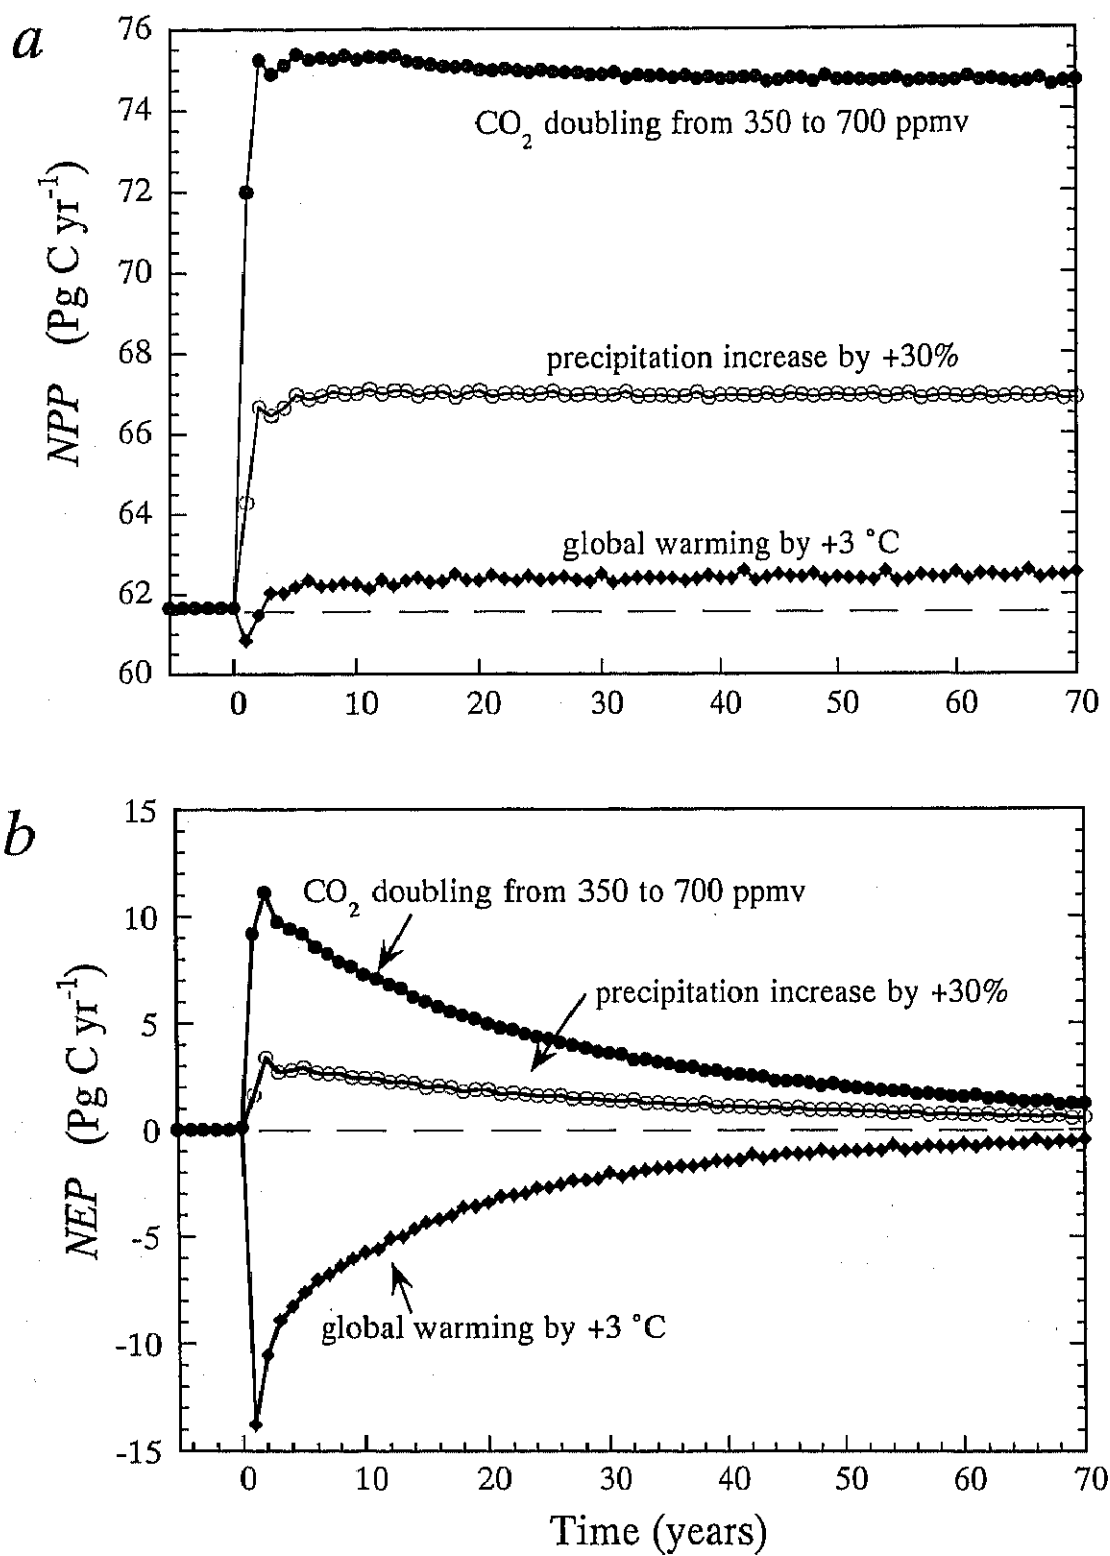 a
76
74
72
70
68
66
64
62
60
NPP (Pg C yr⁻¹)
CO₂ doubling from 350 to 700 ppmv
precipitation increase by +30%
global warming by +3 °C
0 10 20 30 40 50 60 70
b
15
10
5
0
-5
-10
-15
NEP (Pg C yr⁻¹)
CO₂ doubling from 350 to 700 ppmv
precipitation increase by +30%
global warming by +3 °C
0 10 20 30 40 50 60 70
Time (years)